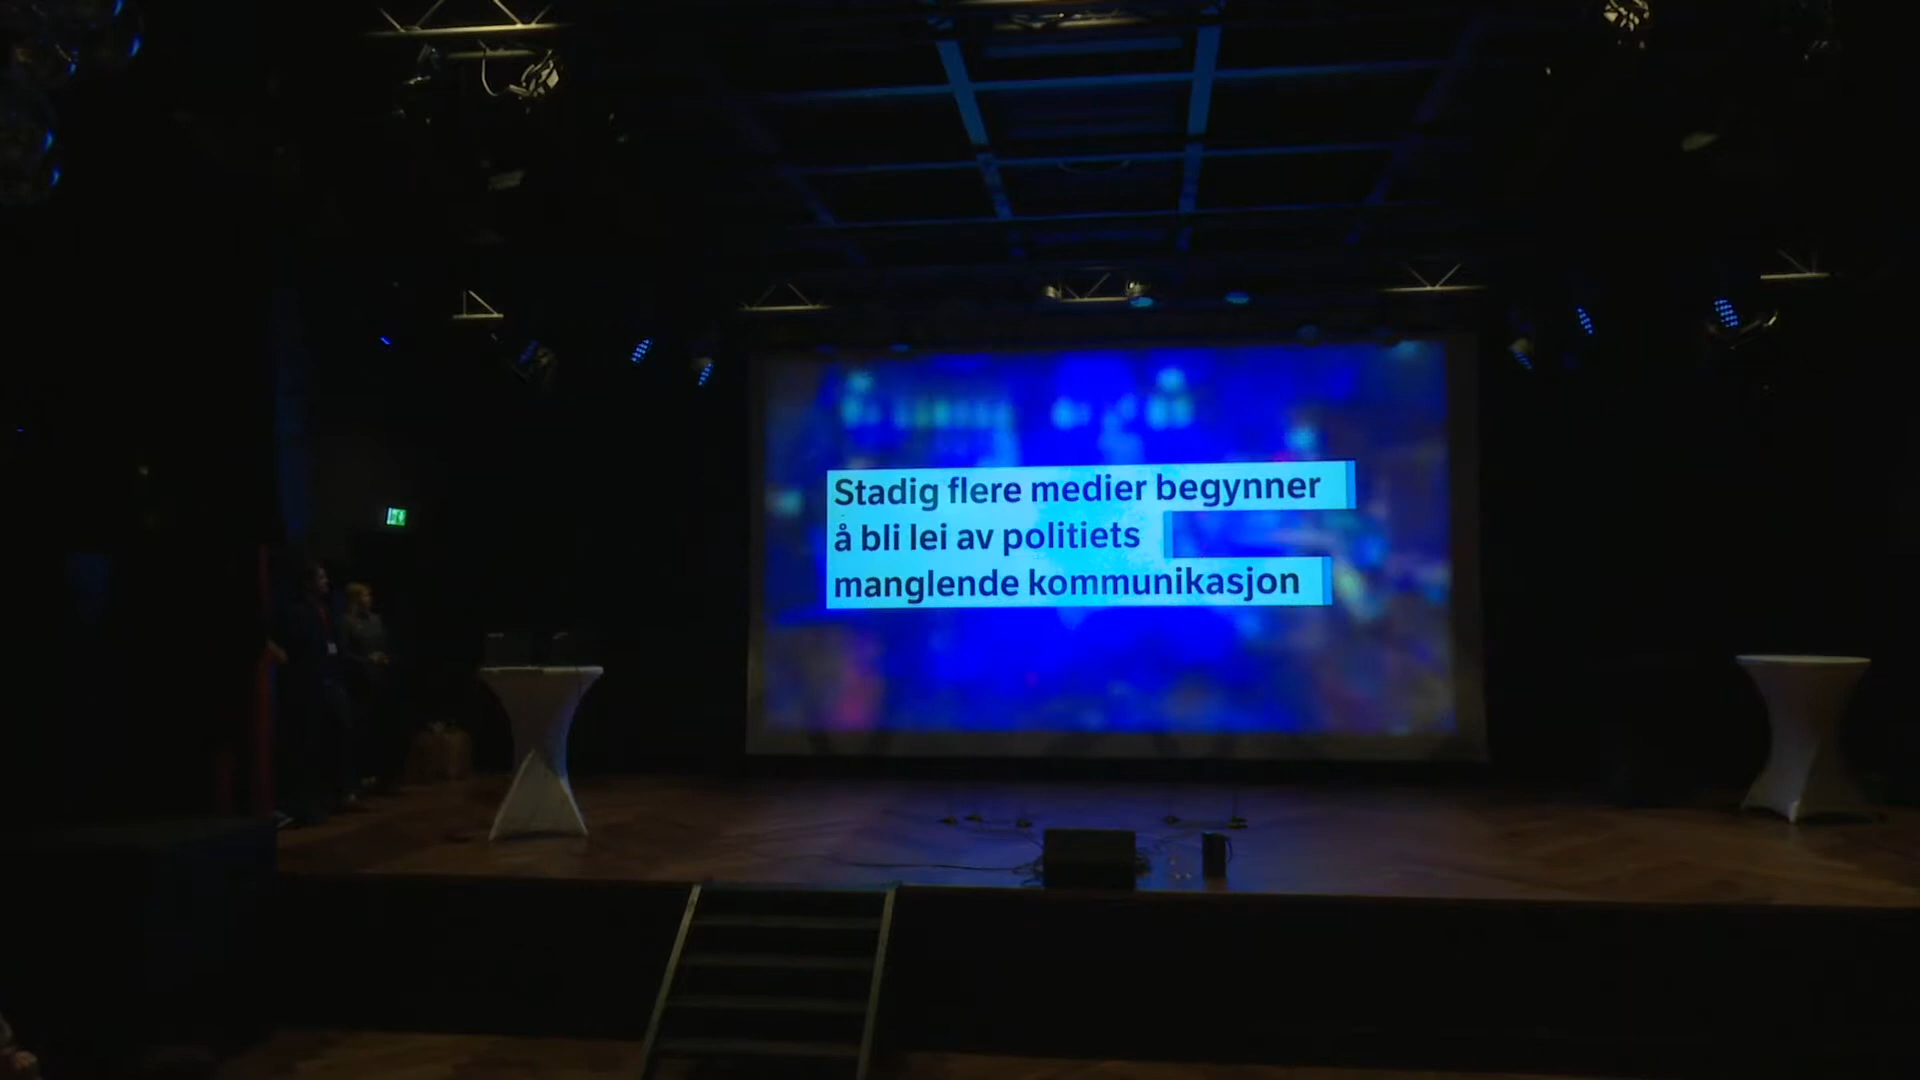 Stadig flere medier begynner
å bli lei av politiets
manglende kommunikasjon